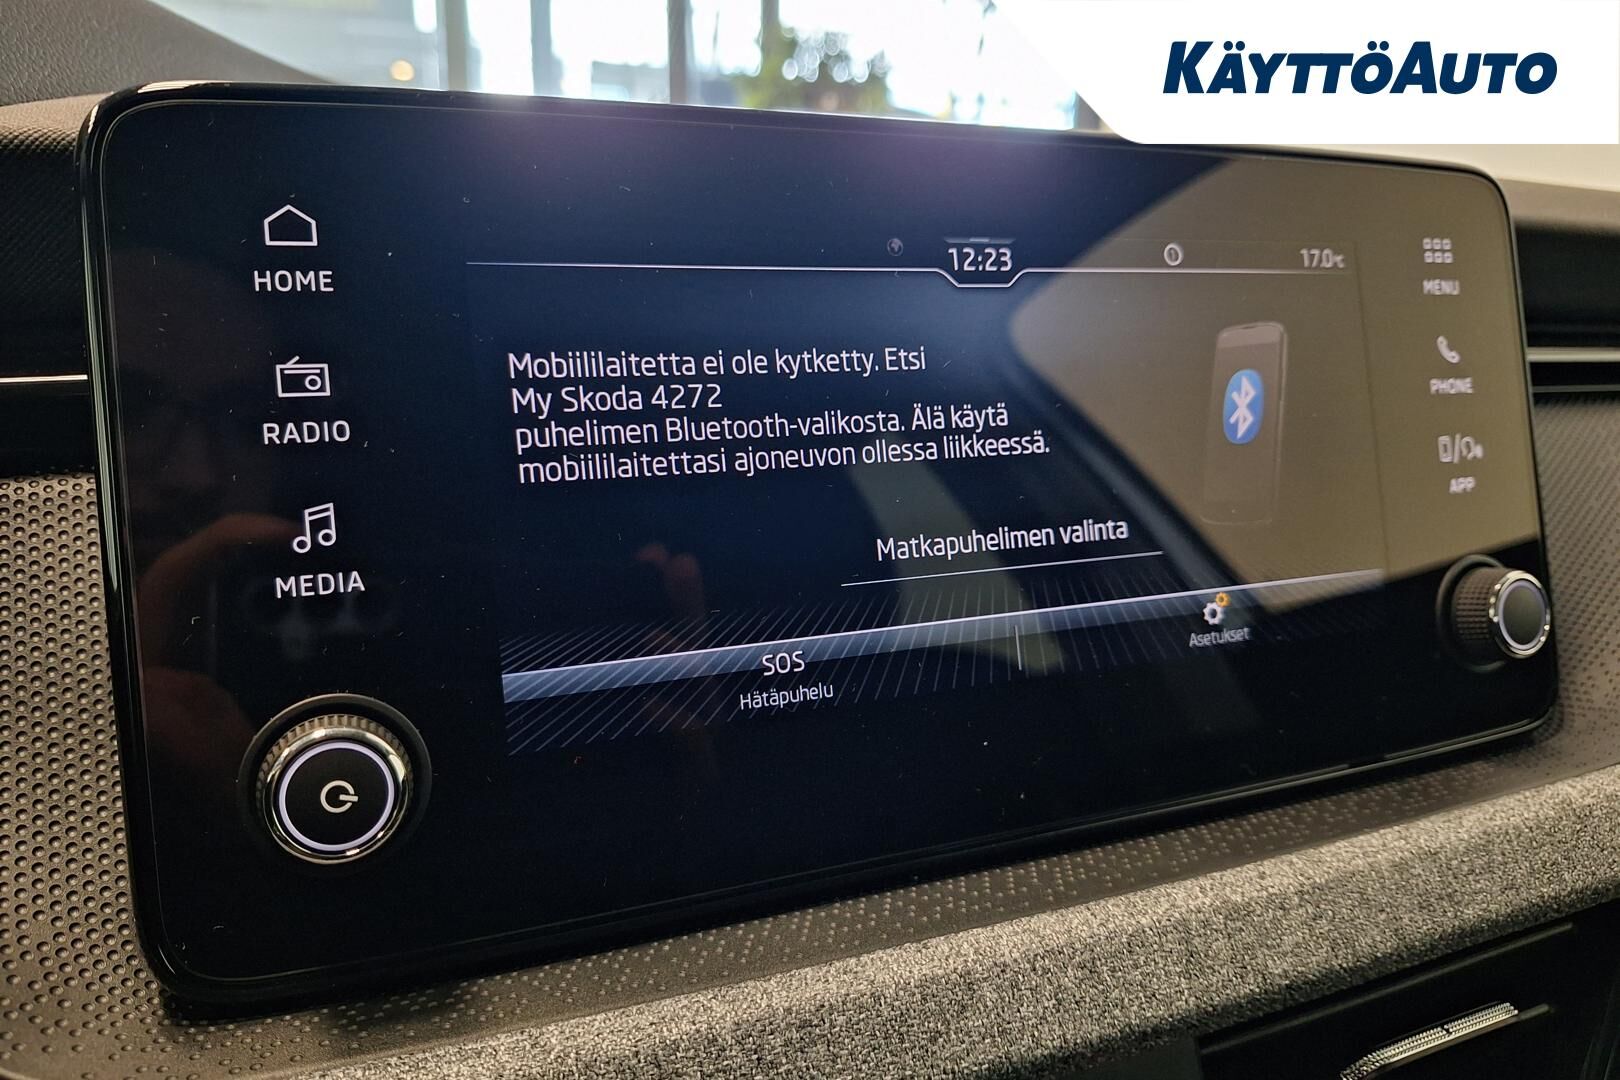 KÄYTTÖAUTO
HOME
12:23
17.0°C
MENU
Mobiililaitetta ei ole kytketty. Etsi
My Skoda 4272
puhelimen Bluetooth-valikosta. Älä käytä
mobiililaitettasi ajoneuvon ollessa liikkeessä.
PHONE
RADIO
APP
Matkapuhelimen valinta
MEDIA
SOS
Hätäpuhelu
Asetukset